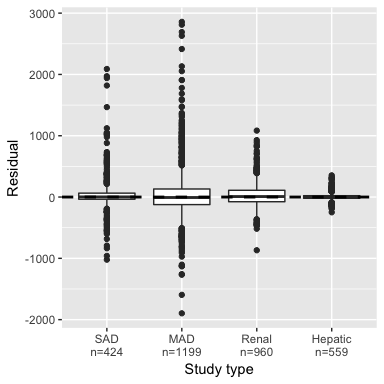 3000
2000
1000
0
-1000
-2000
Residual
SAD MAD Renal Hepatic
n=424 n=1199 n=960 n=559
Study type